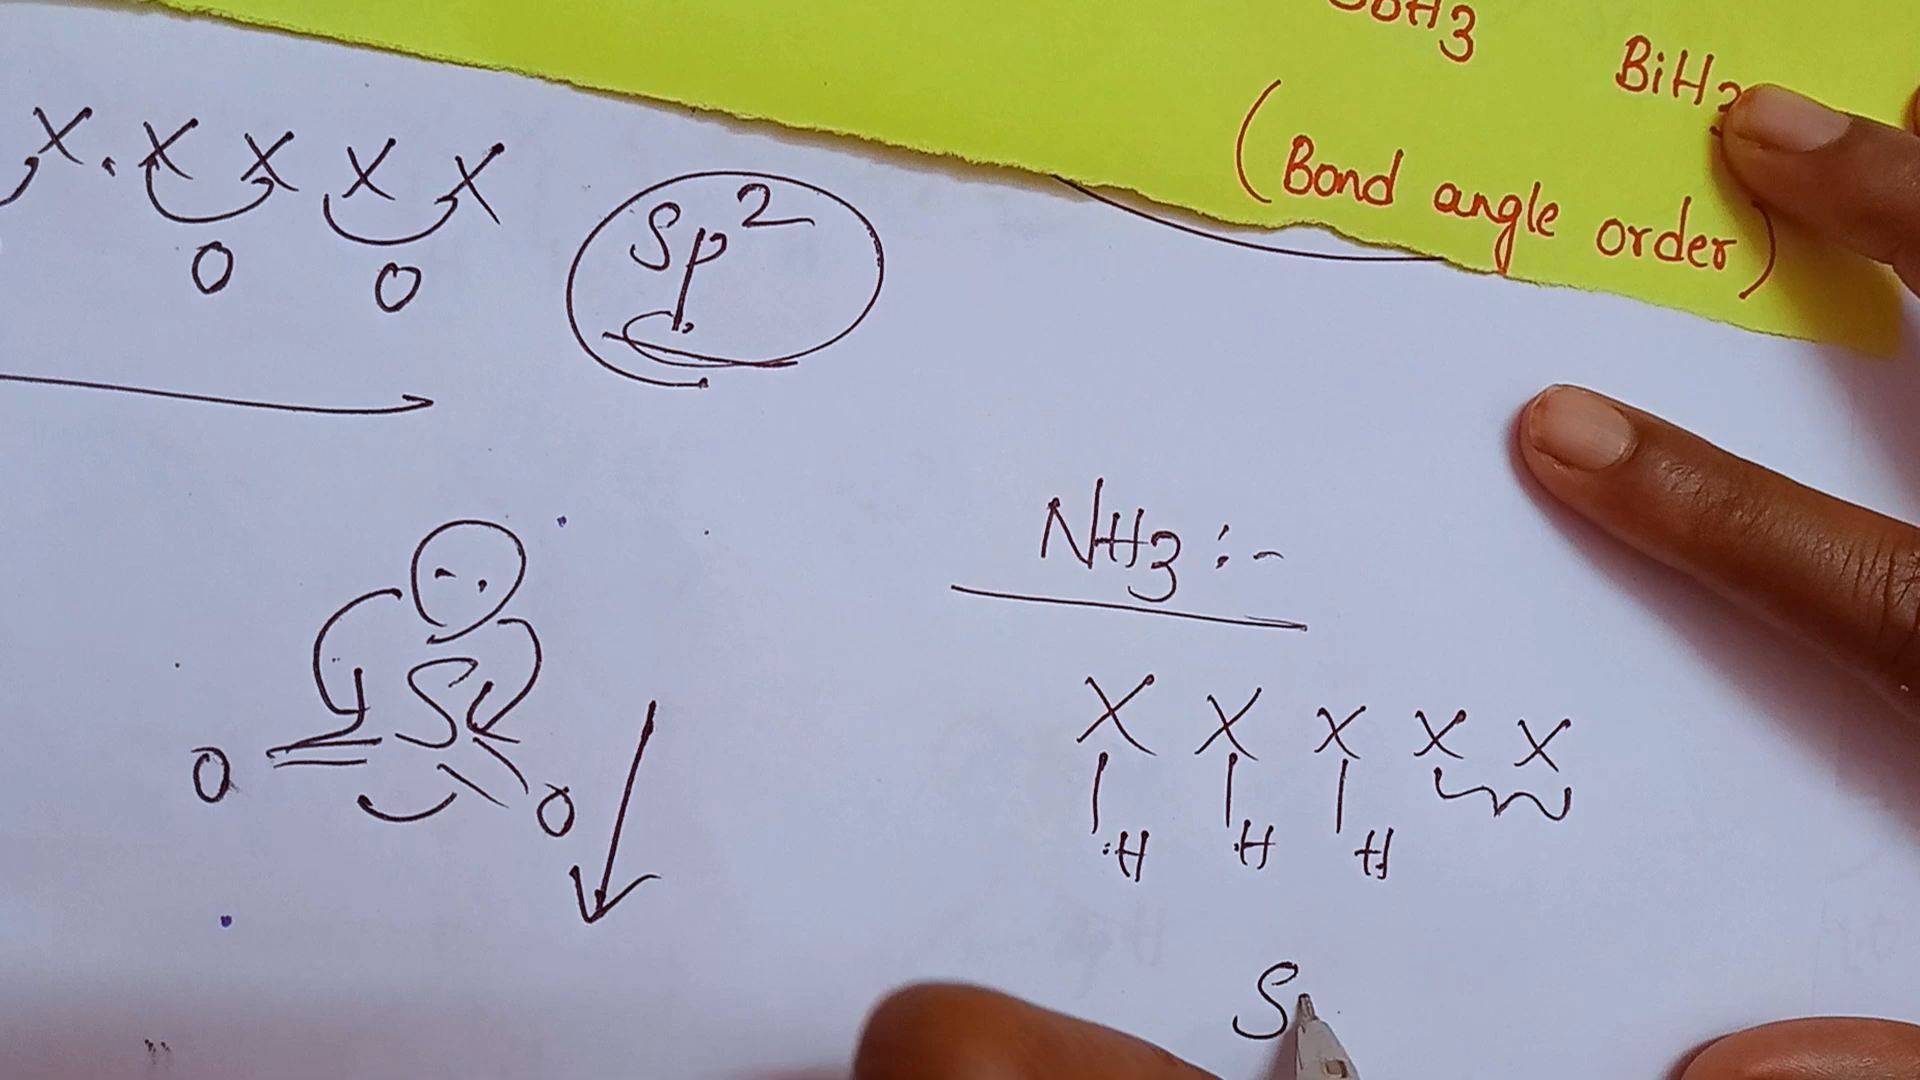 BiH3
(Bond angle order)
X X X X X
O O
Sp2
NH3 :-
S
O O
X X X X X
H H H
S